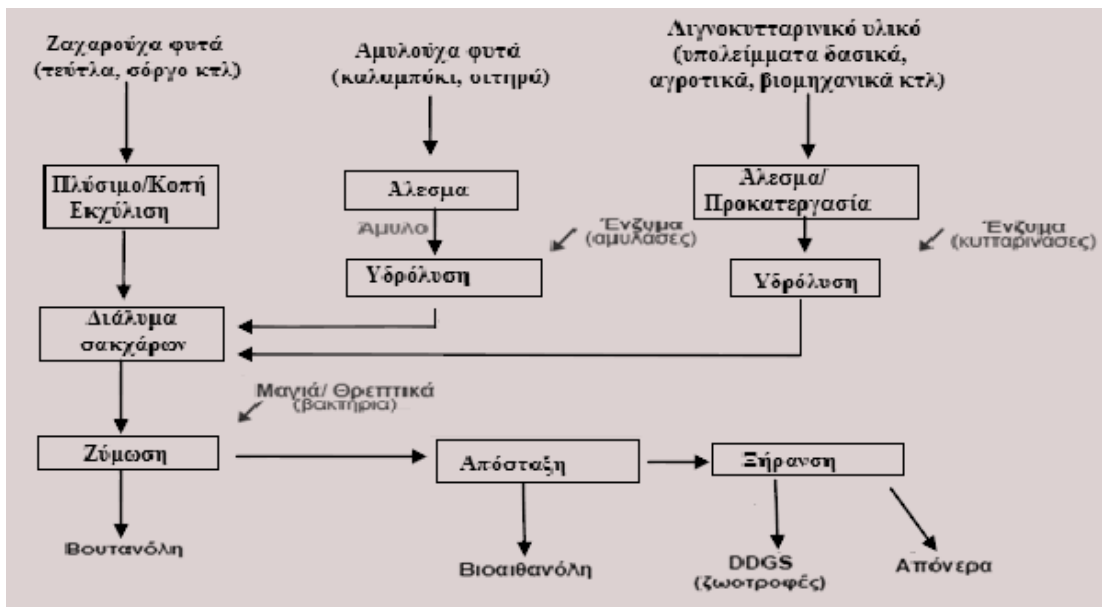 Ζαχαρούχα φυτά
(τεύτλα, σόργο κτλ)
Αμυλούχα φυτά
(καλαμπόκι, σιτηρά)
Λιγνοκυτταρινικό υλικό
(υπολείμματα δασικά,
αγροτικά, βιομηχανικά κτλ)
Πλύσιμο/Κοπή
Εκχύλιση
Άλεσμα
Άλεσμα/
Προκατεργασία
Άμυλο
Ένζυμα
(αμυλάσες)
Ένζυμα
(κυτταρινάσες)
Υδρόλυση
Υδρόλυση
Διάλυμα
σακχάρων
Μαγιά/ Θρεπτικά
(βακτήρια)
Ζύμωση
Απόσταξη
Ξήρανση
Βουτανόλη
Βιοαιθανόλη
DDGS
(ζωοτροφές)
Απόνερα